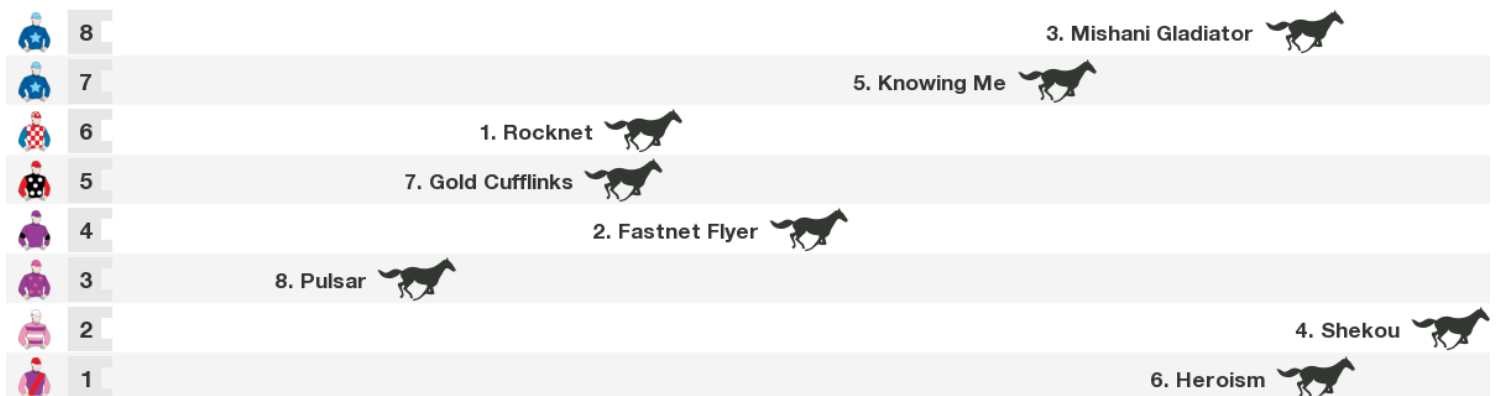 8 3. Mishani Gladiator
7 5. Knowing Me
6 1. Rocknet
5 7. Gold Cufflinks
4 2. Fastnet Flyer
3 8. Pulsar
2 4. Shekou
1 6. Heroism